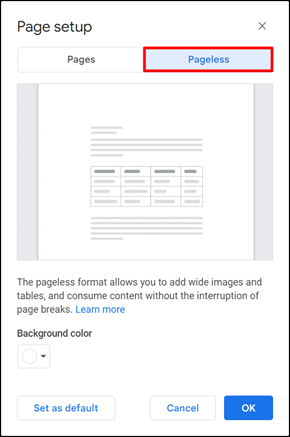 Page setup
Pages
Pageless
The pageless format allows you to add wide images and
tables, and consume content without the interruption of
page breaks. Learn more
Background color
Set as default
Cancel
OK